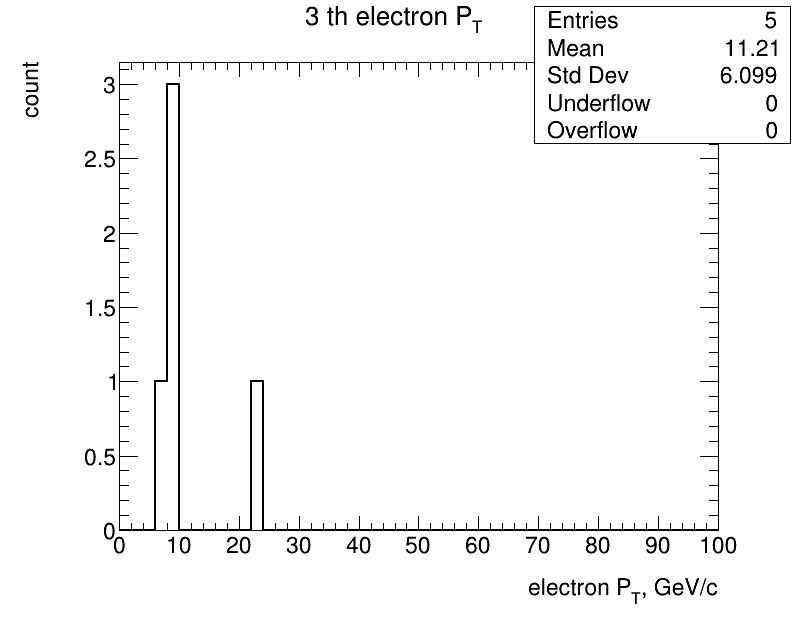 3 th electron P_T
Entries 5
Mean 11.21
Std Dev 6.099
Underflow 0
Overflow 0
count
3
2.5
2
1.5
1
0.5
0
0 10 20 30 40 50 60 70 80 90 100
electron P_T, GeV/c